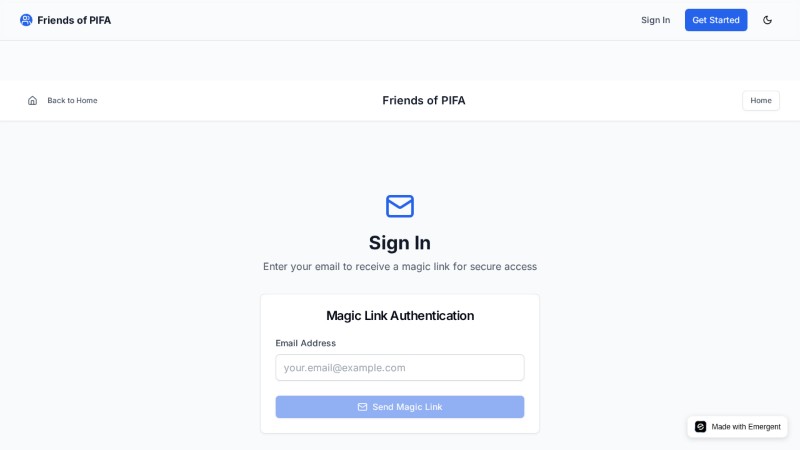 Friends of PIFA
Sign In
Get Started
Back to Home
Friends of PIFA
Home
Sign In
Enter your email to receive a magic link for secure access
Magic Link Authentication
Email Address
your.email@example.com
Send Magic Link
Made with Emergent